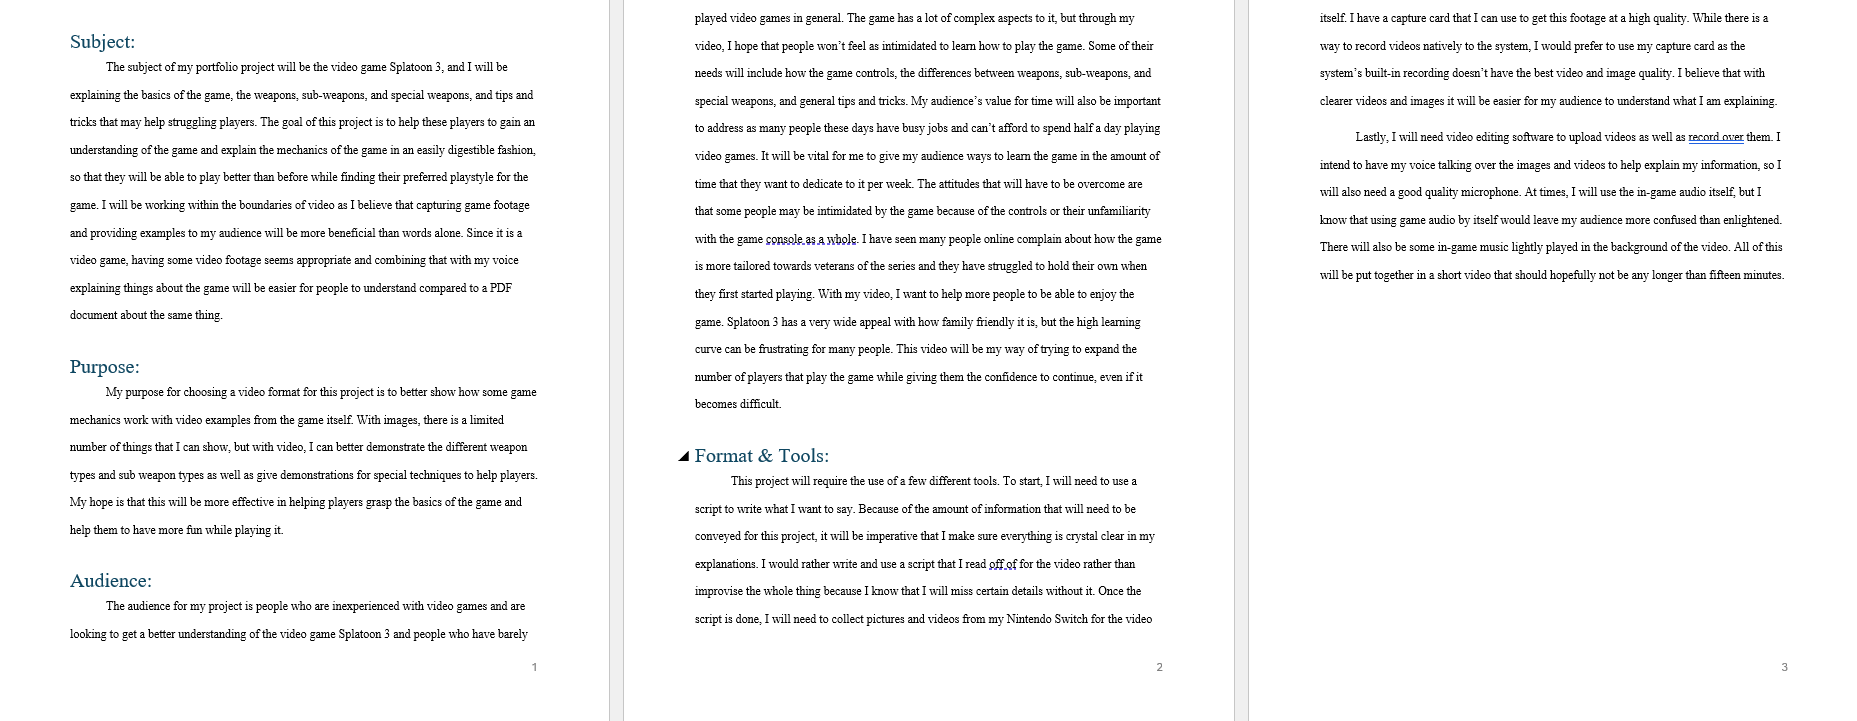 Subject:
The subject of my portfolio project will be the video game Splatoon 3, and I will be
explaining the basics of the game, the weapons, sub-weapons, and special weapons, and tips and
tricks that may help struggling players. The goal of this project is to help these players to gain an
understanding of the game and explain the mechanics of the game in an easily digestible fashion,
so that they will be able to play better than before while finding their preferred playstyle for the
game. I will be working within the boundaries of video as I believe that capturing game footage
and providing examples to my audience will be more beneficial than words alone. Since it is a
video game, having some video footage seems appropriate and combining that with my voice
explaining things about the game will be easier for people to understand compared to a PDF
document about the same thing.
Purpose:
My purpose for choosing a video format for this project is to better show how some game
mechanics work with video examples from the game itself. With images, there is a limited
number of things that I can show, but with video, I can better demonstrate the different weapon
types and sub weapon types as well as give demonstrations for special techniques to help players.
My hope is that this will be more effective in helping players grasp the basics of the game and
help them to have more fun while playing it.
Audience:
The audience for my project is people who are inexperienced with video games and are
looking to get a better understanding of the video game Splatoon 3 and people who have barely
1
played video games in general. The game has a lot of complex aspects to it, but through my
video, I hope that people won't feel as intimidated to learn how to play the game. Some of their
needs will include how the game controls, the differences between weapons, sub-weapons, and
special weapons, and general tips and tricks. My audience's value for time will also be important
to address as many people these days have busy jobs and can't afford to spend half a day playing
video games. It will be vital for me to give my audience ways to learn the game in the amount of
time that they want to dedicate to it per week. The attitudes that will have to be overcome are
that some people may be intimidated by the game because of the controls or their unfamiliarity
with the game console as a whole. I have seen many people online complain about how the game
is more tailored towards veterans of the series and they have struggled to hold their own when
they first started playing. With my video, I want to help more people to be able to enjoy the
game. Splatoon 3 has a very wide appeal with how family friendly it is, but the high learning
curve can be frustrating for many people. This video will be my way of trying to expand the
number of players that play the game while giving them the confidence to continue, even if it
becomes difficult.
Format & Tools:
This project will require the use of a few different tools. To start, I will need to use a
script to write what I want to say. Because of the amount of information that will need to be
conveyed for this project, it will be imperative that I make sure everything is crystal clear in my
explanations. I would rather write and use a script that I read off of for the video rather than
improvise the whole thing because I know that I will miss certain details without it. Once the
script is done, I will need to collect pictures and videos from my Nintendo Switch for the video
2
itself. I have a capture card that I can use to get this footage at a high quality. While there is a
way to record videos natively to the system, I would prefer to use my capture card as the
system's built-in recording doesn't have the best video and image quality. I believe that with
clearer videos and images it will be easier for my audience to understand what I am explaining.
Lastly, I will need video editing software to upload videos as well as record over them. I
intend to have my voice talking over the images and videos to help explain my information, so I
will also need a good quality microphone. At times, I will use the in-game audio itself, but I
know that using game audio by itself would leave my audience more confused than enlightened.
There will also be some in-game music lightly played in the background of the video. All of this
will be put together in a short video that should hopefully not be any longer than fifteen minutes.
3